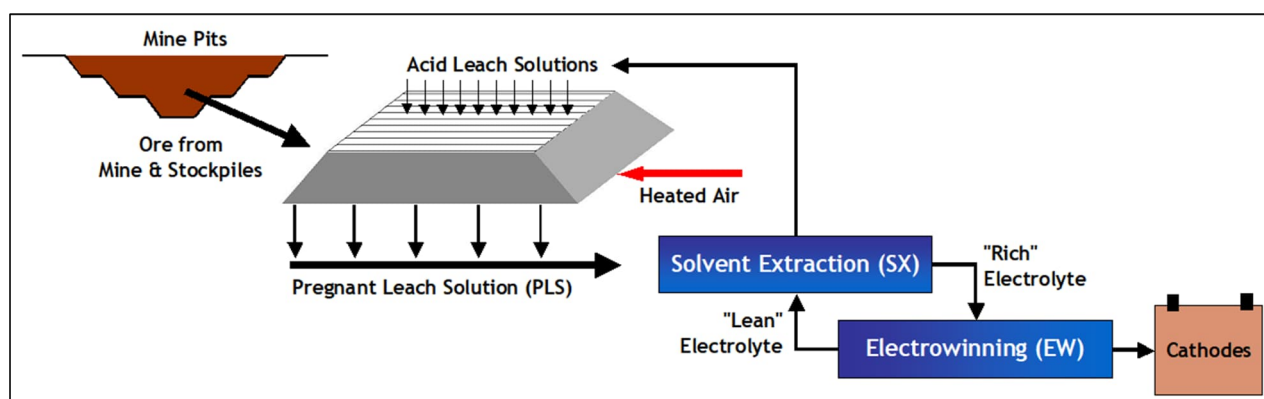 Mine Pits
Acid Leach Solutions
Ore from
Mine & Stockpiles
Heated Air
Pregnant Leach Solution (PLS)
Solvent Extraction (SX)
"Rich"
Electrolyte
"Lean"
Electrolyte
Electrowinning (EW)
Cathodes